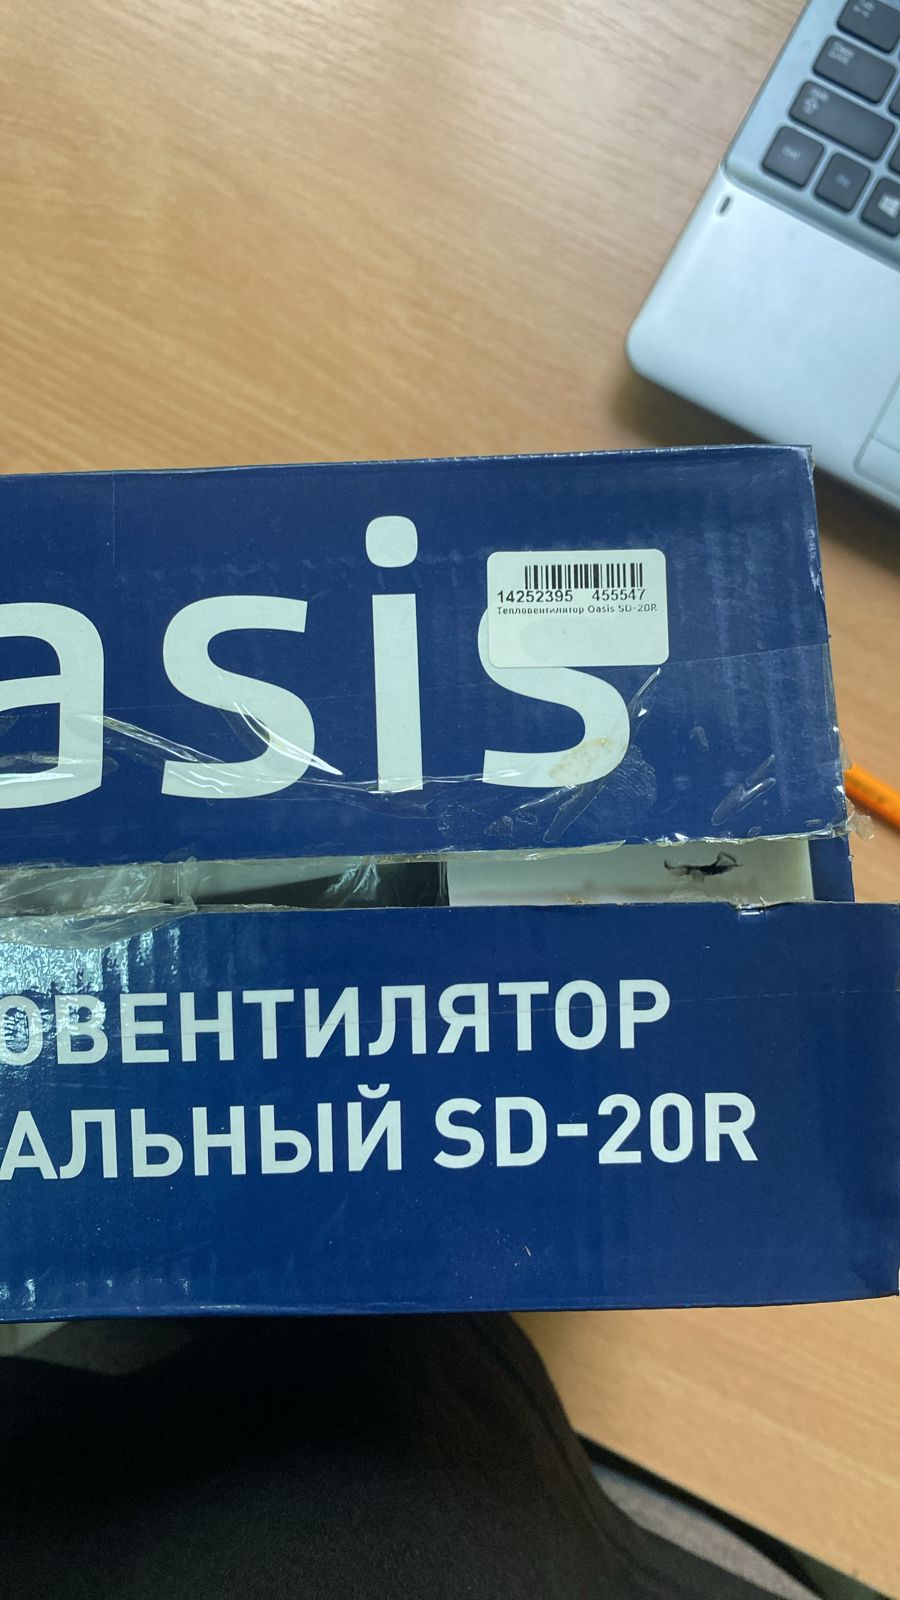 asis
14252395 455547
Тепловентилятор Oasis SD-20R
ОВЕНТИЛЯТОР
АЛЬНЫЙ SD-20R